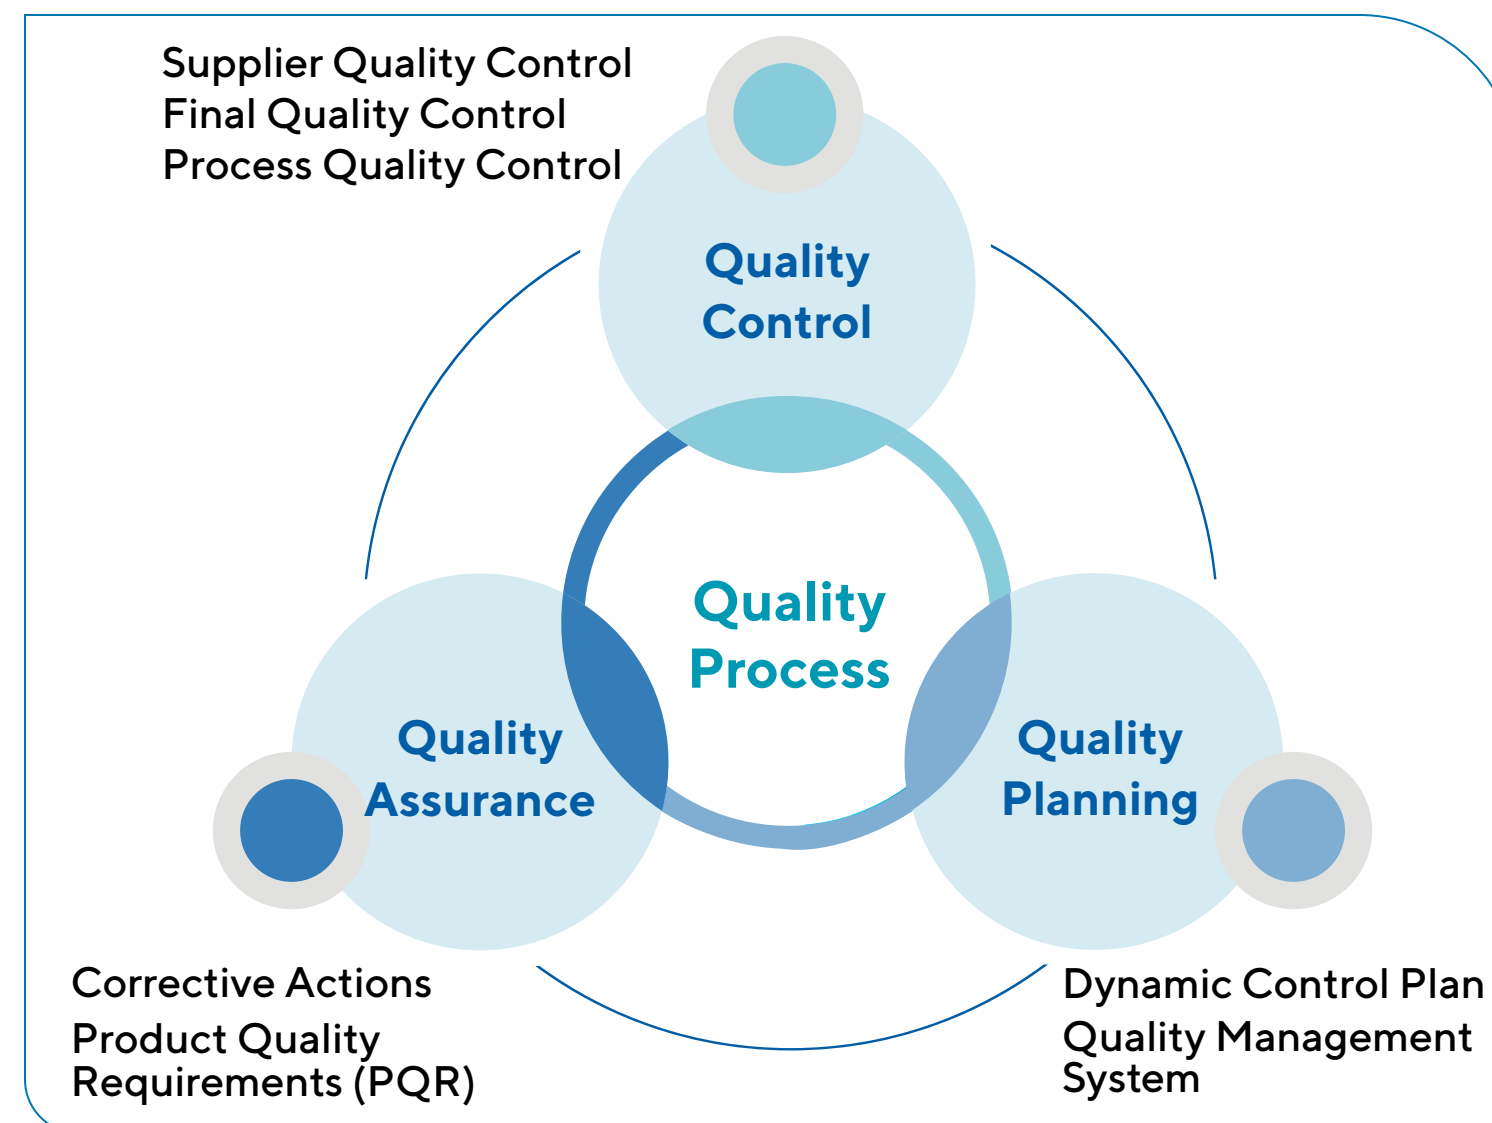 Supplier Quality Control
Final Quality Control
Process Quality Control
Quality
Control
Quality
Process
Quality
Assurance
Quality
Planning
Corrective Actions
Product Quality
Requirements (PQR)
Dynamic Control Plan
Quality Management
System